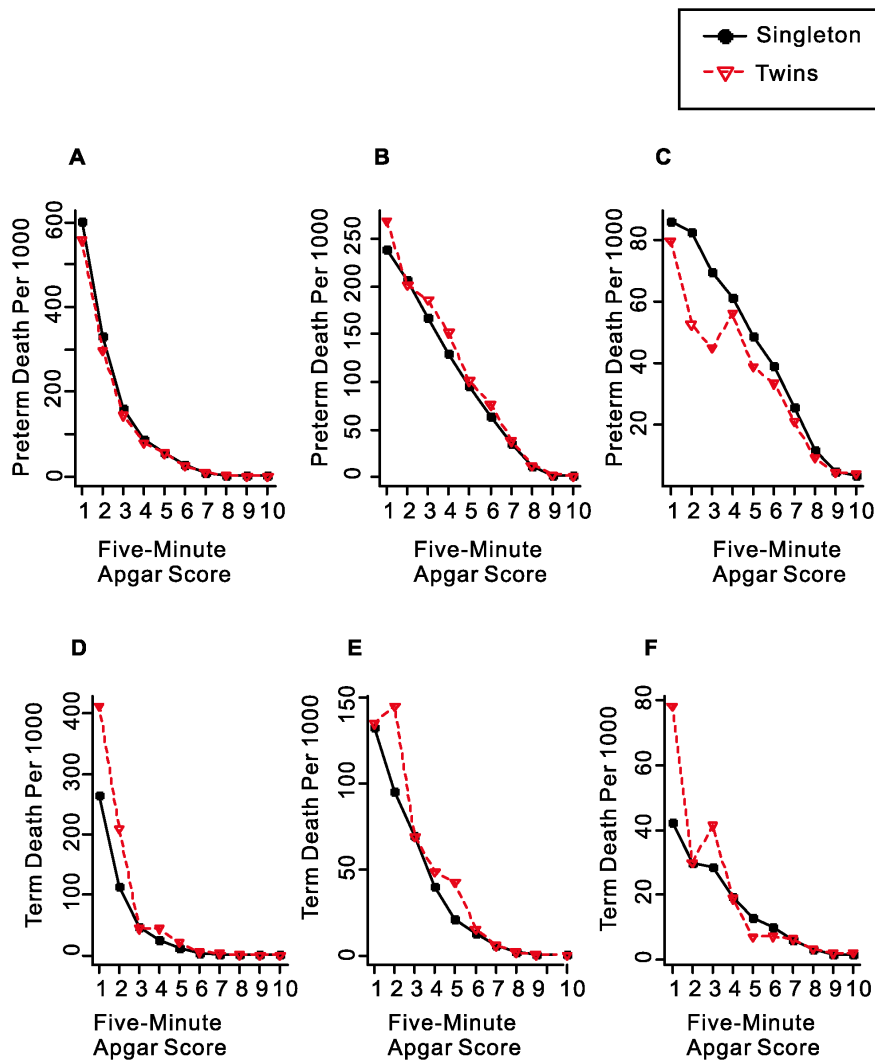 Singleton
Twins
A
B
C
Preterm Death Per 1000
0
200
400
600
1 2 3 4 5 6 7 8 9 10
Five-Minute
Apgar Score
Preterm Death Per 1000
0
50
100
150
200
250
1 2 3 4 5 6 7 8 9 10
Five-Minute
Apgar Score
Preterm Death Per 1000
20
40
60
80
1 2 3 4 5 6 7 8 9 10
Five-Minute
Apgar Score
D
E
F
Term Death Per 1000
0
100
200
300
400
1 2 3 4 5 6 7 8 9 10
Five-Minute
Apgar Score
Term Death Per 1000
0
50
100
150
1 2 3 4 5 6 7 8 10
Five-Minute
Apgar Score
Term Death Per 1000
0
20
40
60
80
1 2 3 4 5 6 7 8 9 10
Five-Minute
Apgar Score